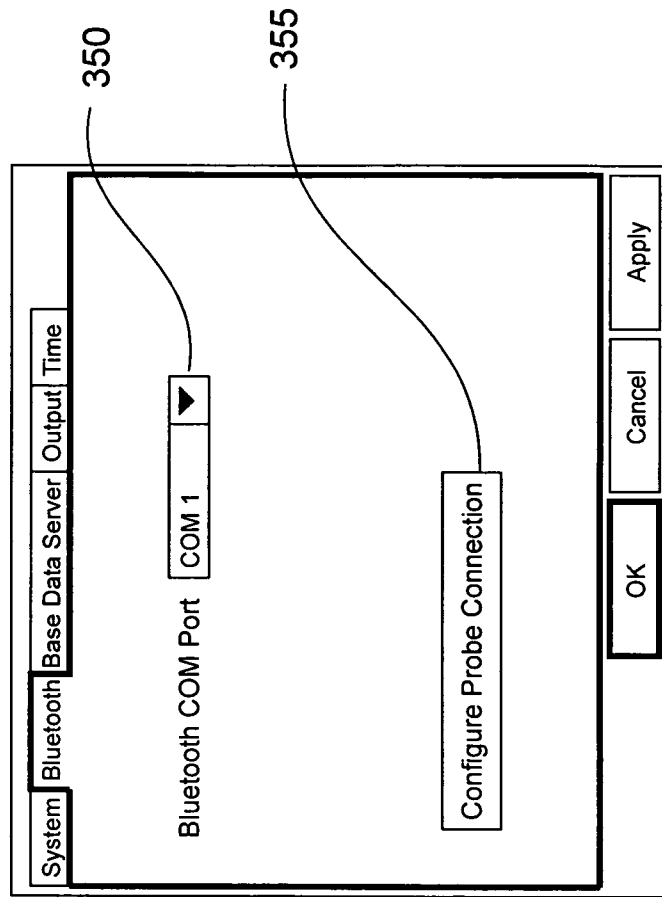 System Bluetooth Base Data Server Output Time
Bluetooth COM Port COM 1
350
Configure Probe Connection
355
OK Cancel Apply